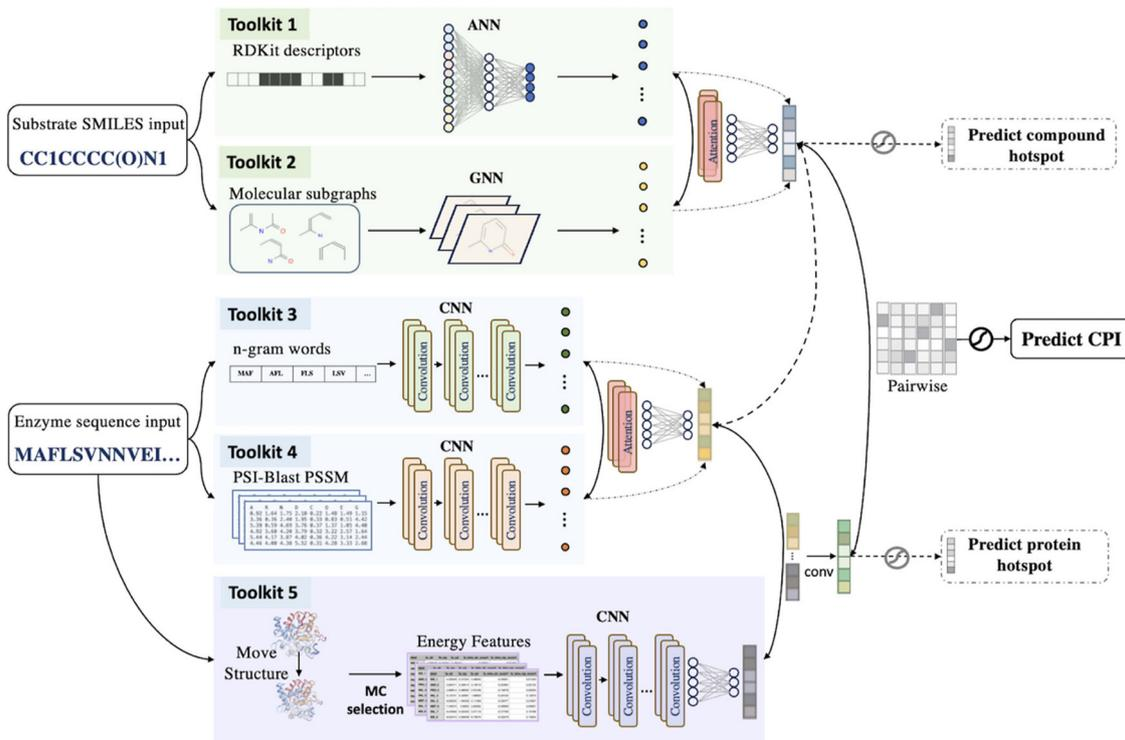 Toolkit 1
ANN
RDKit descriptors
Substrate SMILES input
CC1CCCC(O)N1
Attention
Predict compound
hotspot
Toolkit 2
GNN
Molecular subgraphs
N
O
N
N
O
Toolkit 3
CNN
n-gram words
MAF AFL FLS LSV ...
Convolution Convolution ... Convolution
Pairwise
Predict CPI
Enzyme sequence input
MAFLSVNNVEI...
Attention
Toolkit 4
CNN
PSI-Blast PSSM
Convolution Convolution ... Convolution
conv
Predict protein
hotspot
Toolkit 5
CNN
Energy Features
Move
Structure
MC
selection
Convolution Convolution ... Convolution